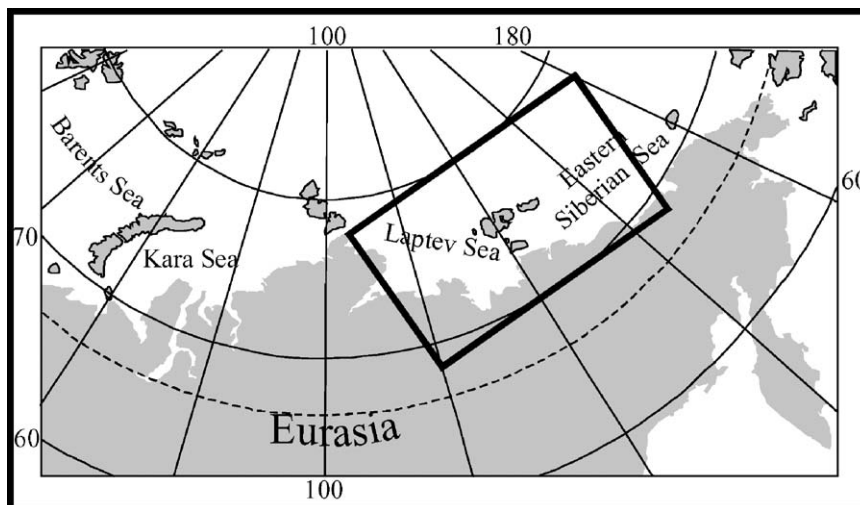 100
180
Barents Sea
Eastern
Siberian Sea
60
70
Laptev Sea
Kara Sea
Eurasia
60
100